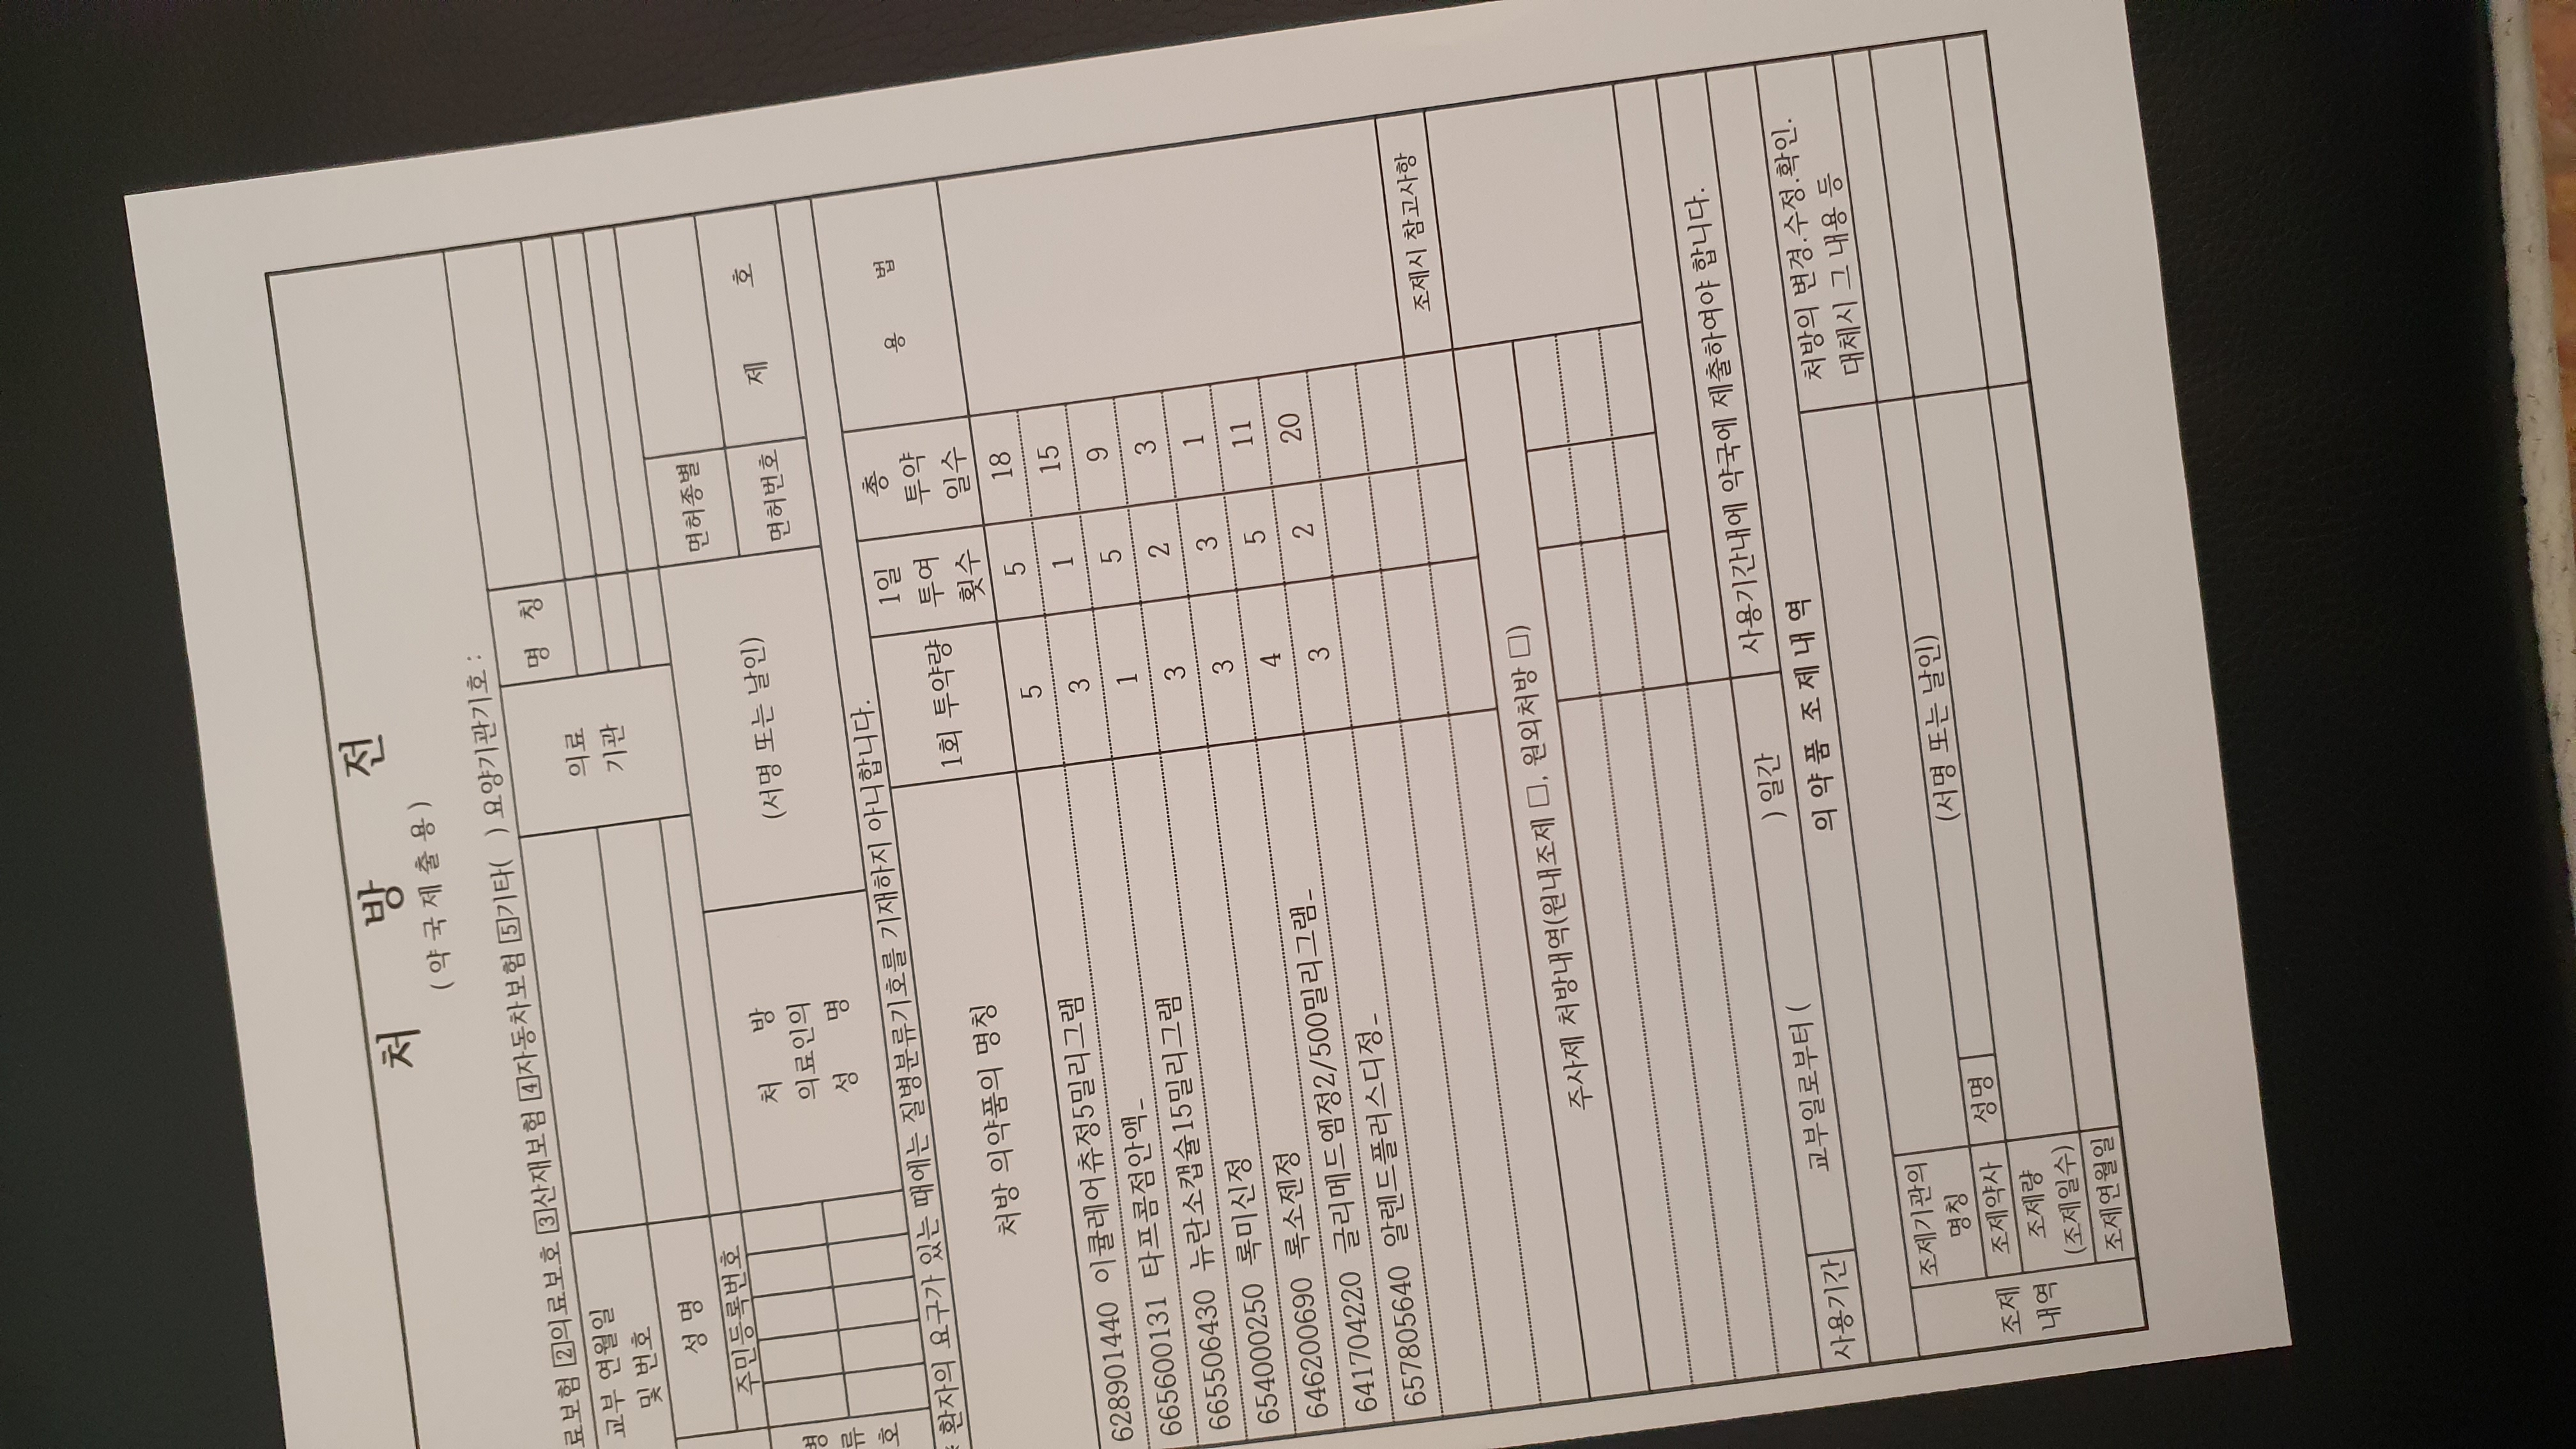 처 방 전
(약국제출용)
료보험 2의료보호 3산재보험 4자동차보험 5기타( ) 요양기관기호 :
교부 연월일
및 번호
의료
기관
명 칭
성 명
주민등록번호
병
류
호
처 방
의료인의
성 명
(서명 또는 날인)
면허종별
면허번호
제 호
※ 환자의 요구가 있는 때에는 질병분류기호를 기재하지 아니합니다.
처방 의약품의 명칭
1회 투약량
1일
투여
횟수
총
투약
일수
용 법
628901440 이큘레어츄정5밀리그램 5 5 18
665600131 타프콤점안액_ 3 1 15
665506430 뉴란소캡슐15밀리그램 1 5 9
654000250 록미신정 3 2 3
646200690 록소젠정 3 3 1
641704220 글리메드엠정2/500밀리그램_ 4 5 11
657805640 알렌드플러스디정_ 3 2 20
조제시 참고사항
주사제 처방내역(원내조제 □, 원외처방 □)
사용기간 교부일로부터 ( ) 일간 사용기간내에 약국에 제출하여야 합니다.
의약품 조제내역
처방의 변경.수정.확인.
대체시 그 내용 등
조제
내역
조제기관의
명칭
조제약사 성명 (서명 또는 날인)
조제량
(조제일수)
조제연월일